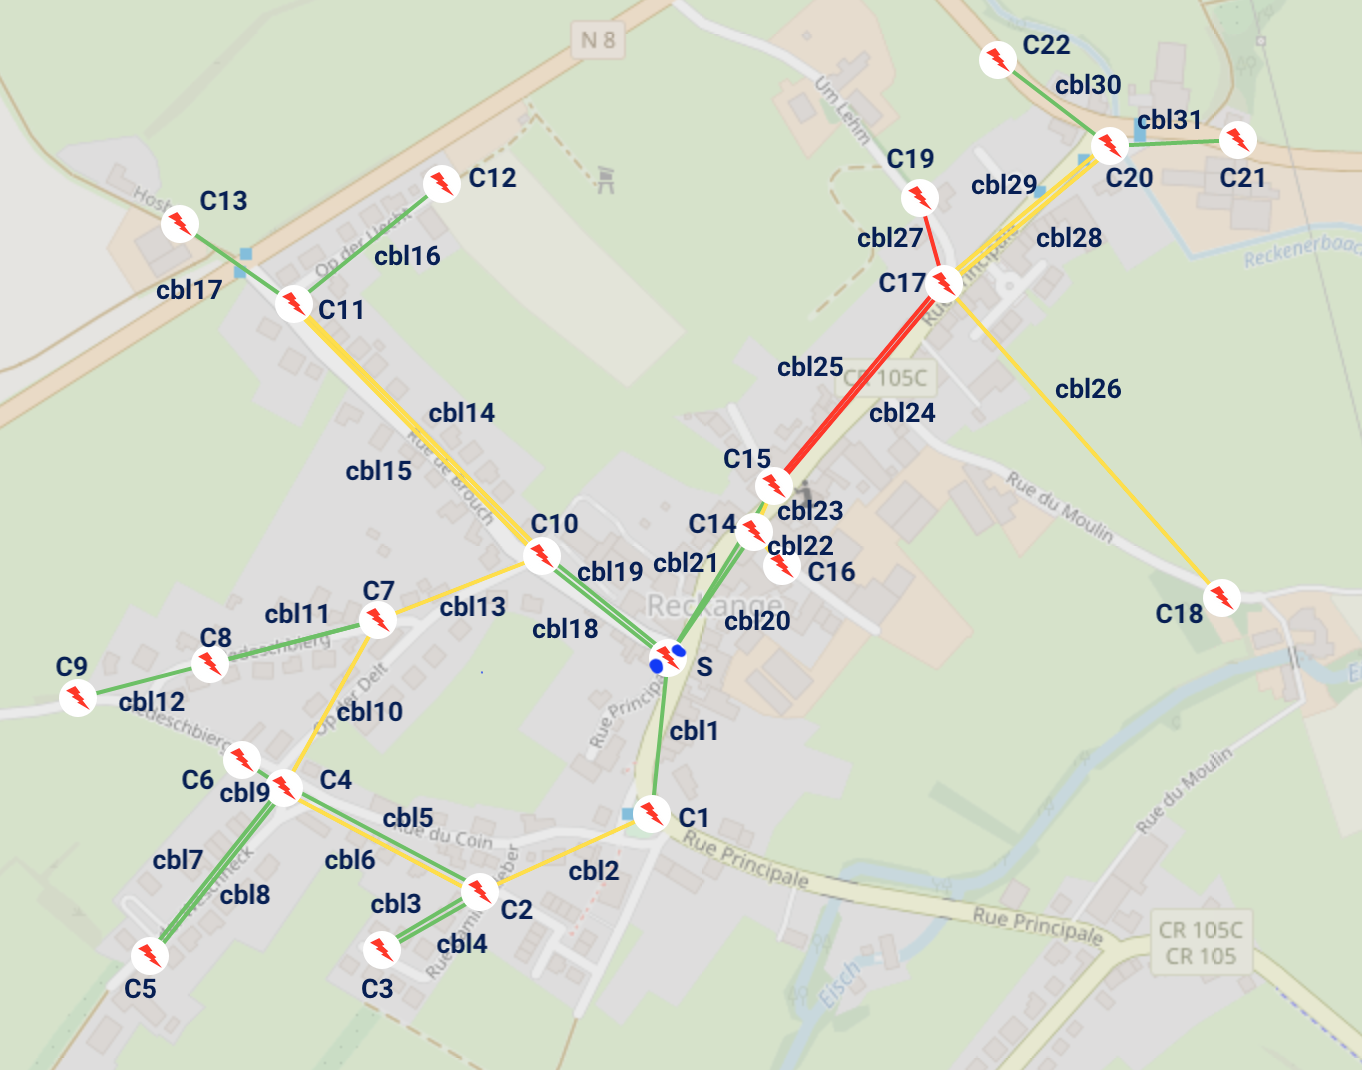 N 8
C22
cbl30
Um Lehm
cbl31
C19
C12
C20
C21
cbl29
C13
Hosh
Op der Uecht
cbl27
cbl28
Reckenerbaach
cbl16
cbl17
C17
C11
Rue Principale
cbl25
CR 105C
cbl26
cbl14
cbl24
Rue de Brouch
C15
cbl15
Rue du Moulin
cbl23
C10
C14
cbl22
cbl21
C16
cbl19
C7
Reckange
cbl13
cbl11
C18
cbl20
cbl18
C8
Bedeschbierg
C9
S
cbl12
Op der Delt
Rue Principale
cbl10
Bedeschbierg
cbl1
C6
C4
cbl9
Rue du Moulin
cbl5
C1
Rue du Coin
cbl7
cbl6
cbl2
Rue Principale
cbl8
cbl3
C2
Rue Principale
CR 105C
cbl4
CR 105
C5
C3
Eisch